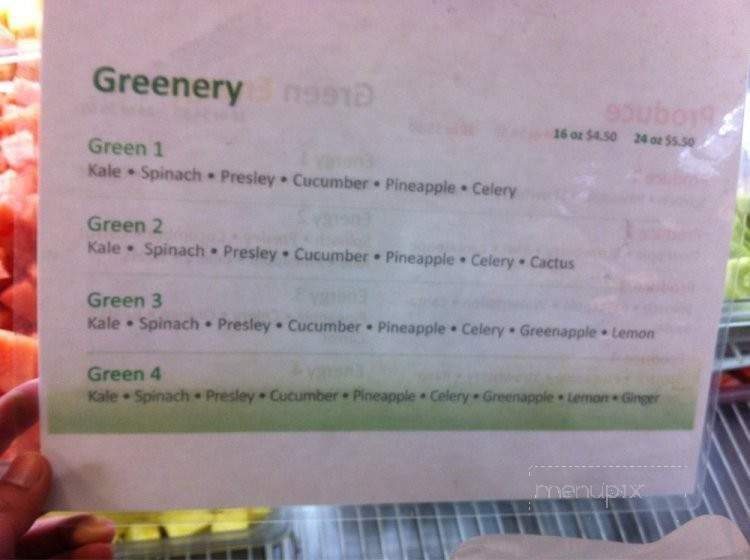 Greenery
16 oz $4.50 24 oz $5.50
Green 1
Kale • Spinach • Presley • Cucumber • Pineapple • Celery
Green 2
Kale • Spinach • Presley • Cucumber • Pineapple • Celery • Cactus
Green 3
Kale • Spinach • Presley • Cucumber • Pineapple • Celery • Greenapple • Lemon
Green 4
Kale • Spinach • Presley • Cucumber • Pineapple • Celery • Greenapple • Lemon • Ginger
menupix